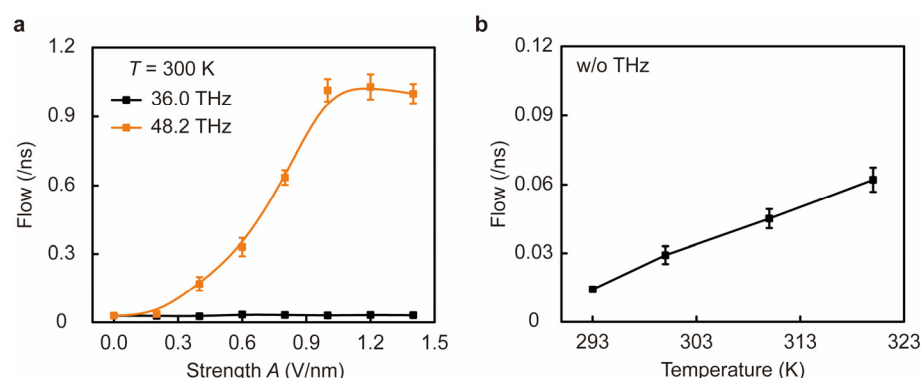 a
1.2
0.9
0.6
0.3
0
Flow (/ns)
T = 300 K
36.0 THz
48.2 THz
0.0 0.3 0.6 0.9 1.2 1.5
Strength A (V/nm)
b
0.12
0.09
0.06
0.03
0
Flow (/ns)
w/o THz
293 303 313 323
Temperature (K)